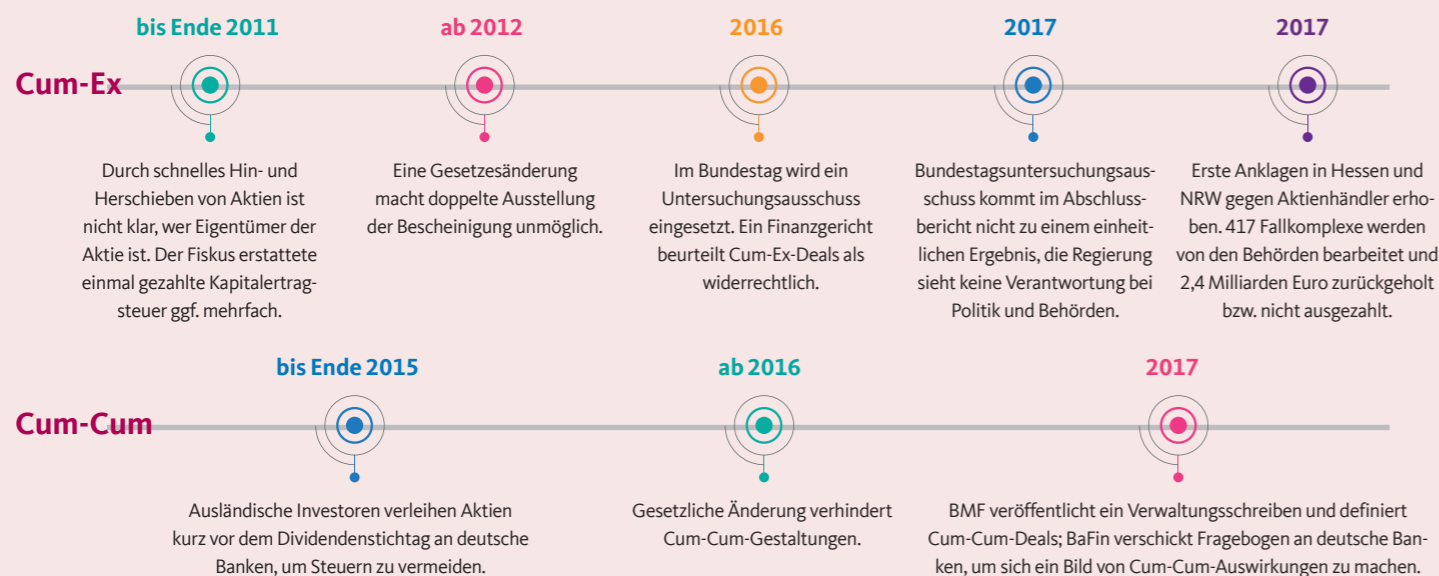 bis Ende 2011
ab 2012
2016
2017
2017
Cum-Ex
Durch schnelles Hin- und
Herschieben von Aktien ist
nicht klar, wer Eigentümer der
Aktie ist. Der Fiskus erstattete
einmal gezahlte Kapitalertrag-
steuer ggf. mehrfach.
Eine Gesetzesänderung
macht doppelte Ausstellung
der Bescheinigung unmöglich.
Im Bundestag wird ein
Untersuchungsausschuss
eingesetzt. Ein Finanzgericht
beurteilt Cum-Ex-Deals als
widerrechtlich.
Bundestagsuntersuchungsaus-
schuss kommt im Abschluss-
bericht nicht zu einem einheit-
lichen Ergebnis, die Regierung
sieht keine Verantwortung bei
Politik und Behörden.
Erste Anklagen in Hessen und
NRW gegen Aktienhändler erho-
ben. 417 Fallkomplexe werden
von den Behörden bearbeitet und
2,4 Milliarden Euro zurückgeholt
bzw. nicht ausgezahlt.
bis Ende 2015
ab 2016
2017
Cum-Cum
Ausländische Investoren verleihen Aktien
kurz vor dem Dividendenstichtag an deutsche
Banken, um Steuern zu vermeiden.
Gesetzliche Änderung verhindert
Cum-Cum-Gestaltungen.
BMF veröffentlicht ein Verwaltungsschreiben und definiert
Cum-Cum-Deals; BaFin verschickt Fragebogen an deutsche Ban-
ken, um sich ein Bild von Cum-Cum-Auswirkungen zu machen.